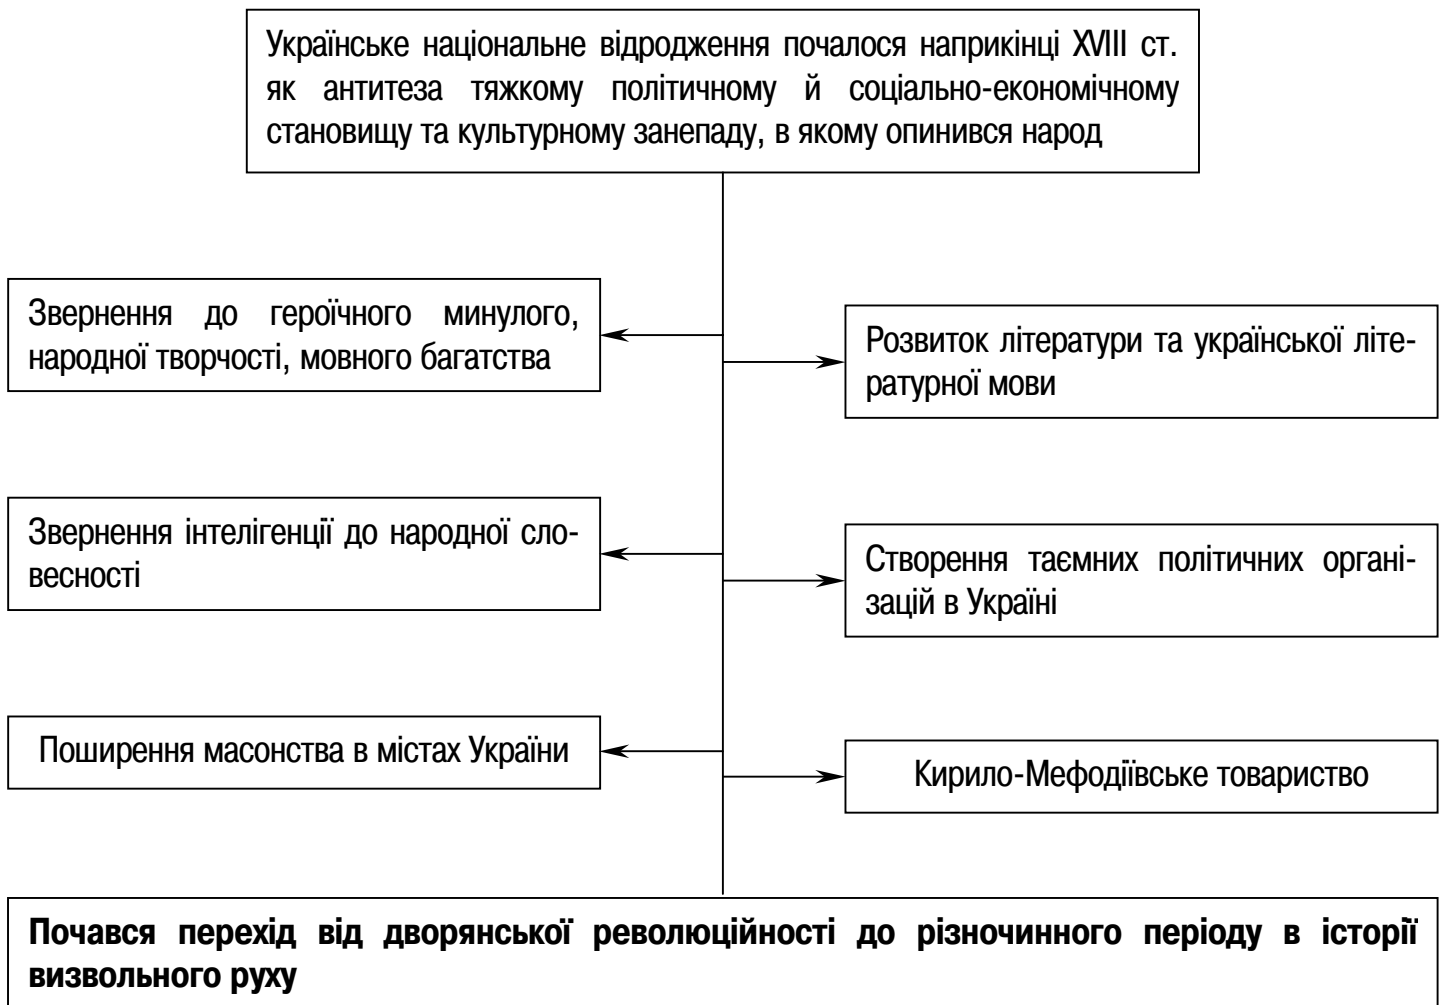 Українське національне відродження почалося наприкінці XVIII ст.
як антитеза тяжкому політичному й соціально-економічному
становищу та культурному занепаду, в якому опинився народ
Звернення до героїчного минулого,
народної творчості, мовного багатства
Розвиток літератури та української літе-
ратурної мови
Звернення інтелігенції до народної сло-
весності
Створення таємних політичних органі-
зацій в Україні
Поширення масонства в містах України
Кирило-Мефодіївське товариство
Почався перехід від дворянської революційності до різночинного періоду в історії
визвольного руху